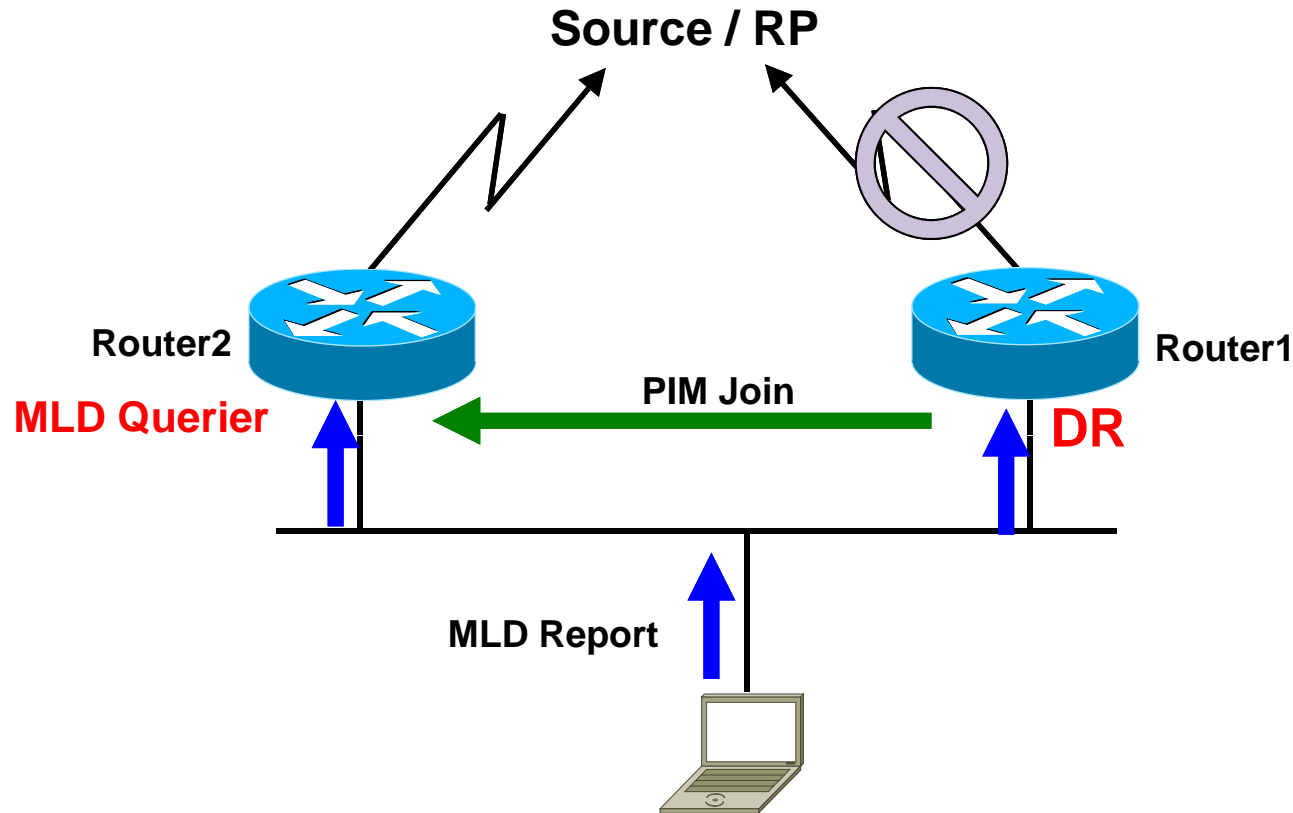 Source / RP
Router2
Router1
PIM Join
MLD Querier
DR
MLD Report